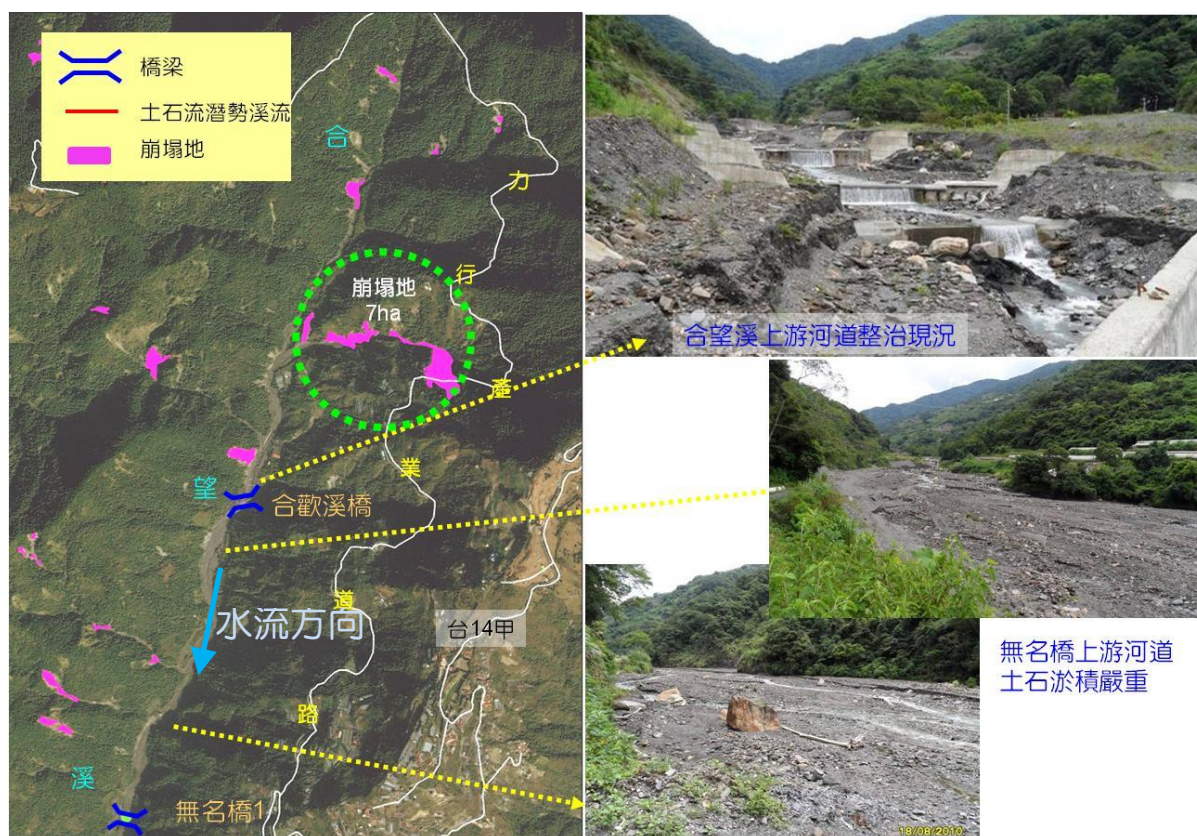 橋梁
土石流潛勢溪流
崩塌地
合望溪
力行產業道路
崩塌地
7ha
合歡溪橋
水流方向
台14甲
無名橋1
合望溪上游河道整治現況
無名橋上游河道
土石淤積嚴重
18/08/2010